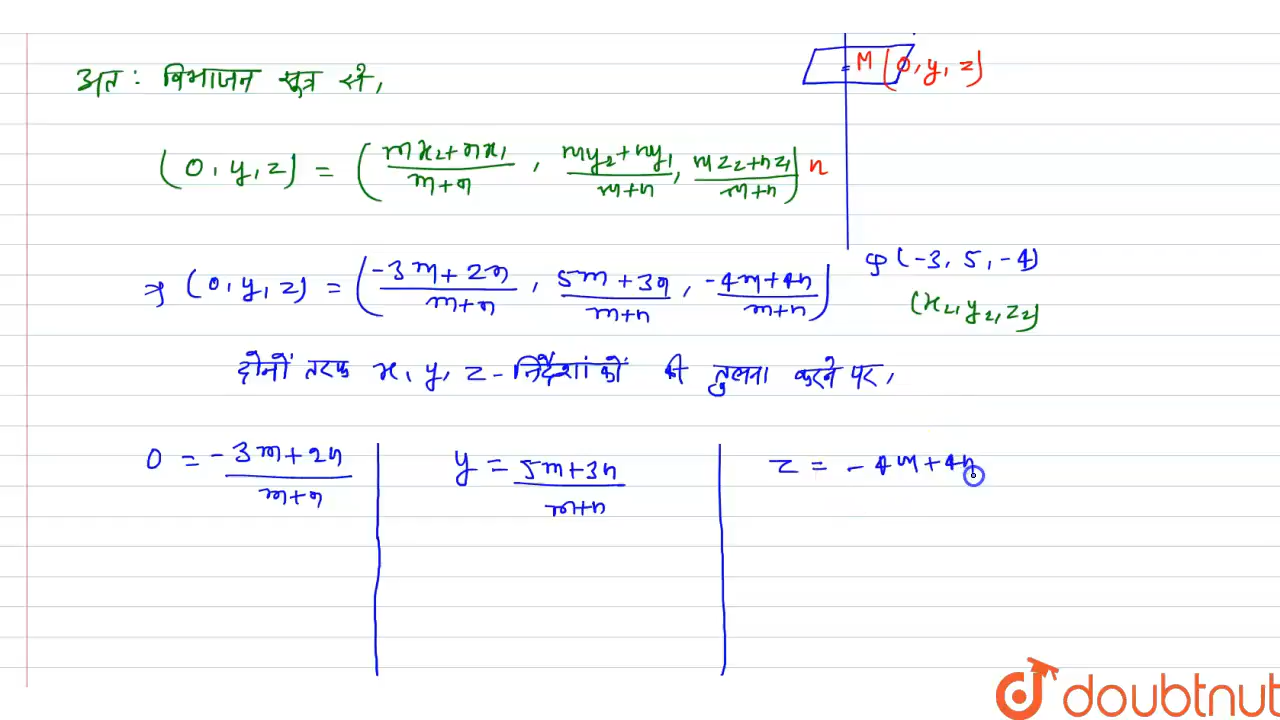 अत: विभाजन सूत्र से,
M (0, y, z)
(0, y, z) = (mx₂+nx₁/m+n, my₂+ny₁/m+n, mz₂+nz₁/m+n) n
⇒ (0, y, z) = (-3m+2n/m+n, 5m+3n/m+n, -4m+4n/m+n)
φ (-3, 5, -4)
(x₂, y₂, z₂)
दोनों तरफ x, y, z - निर्देशांकों की तुलना करने पर,
0 = -3m+2n/m+n
y = 5m+3n/m+n
z = -4m+4n
doubtnut